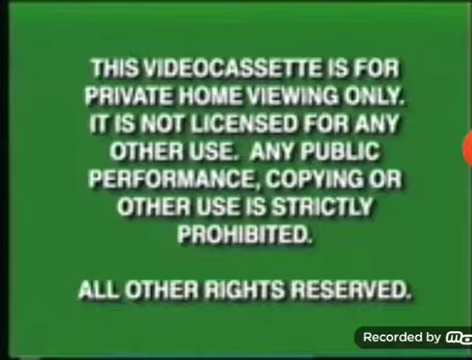 THIS VIDEOCASSETTE IS FOR
PRIVATE HOME VIEWING ONLY.
IT IS NOT LICENSED FOR ANY
OTHER USE. ANY PUBLIC
PERFORMANCE, COPYING OR
OTHER USE IS STRICTLY
PROHIBITED.
ALL OTHER RIGHTS RESERVED.
Recorded by